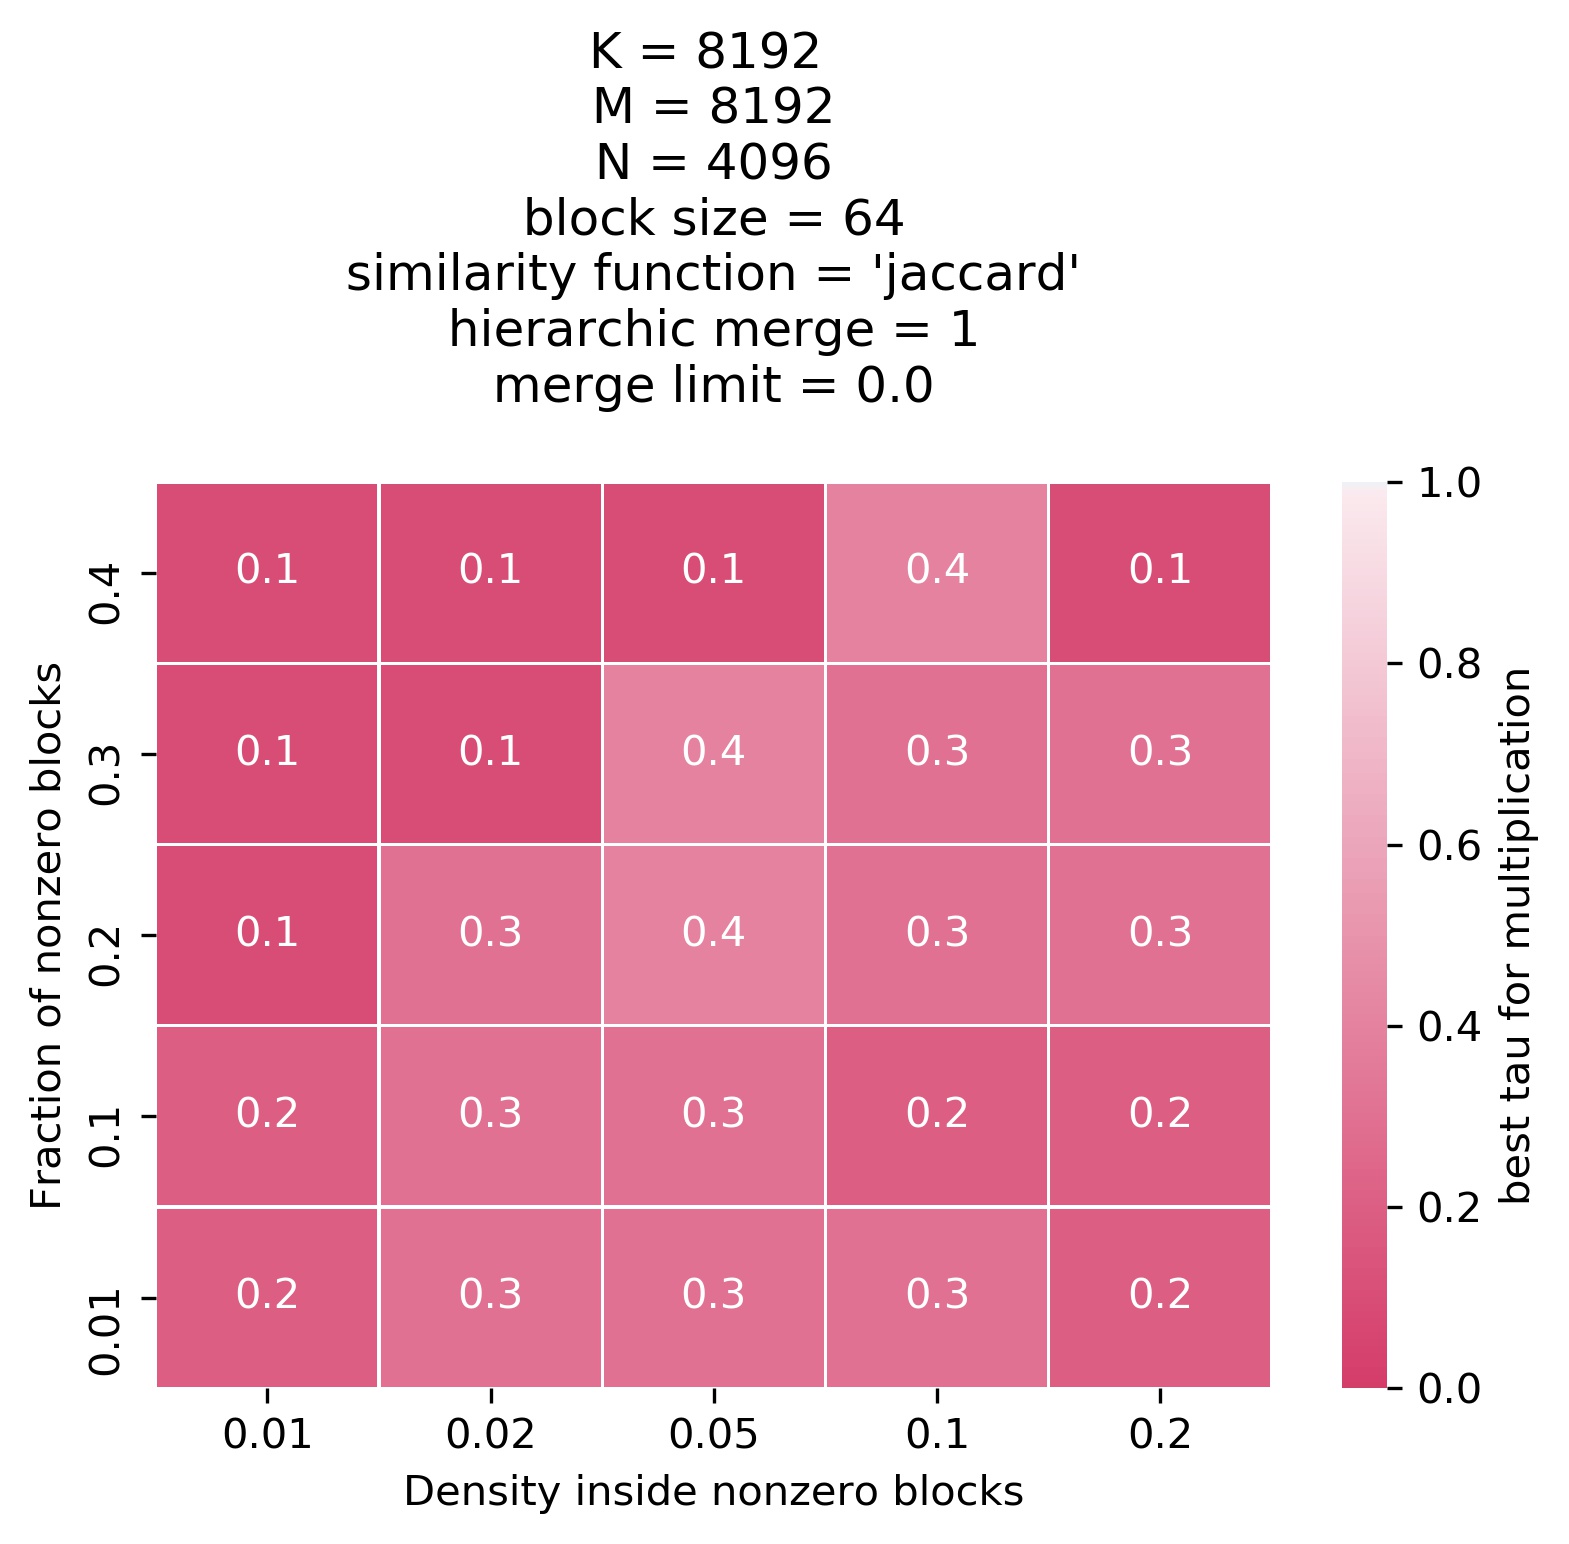 K = 8192
M = 8192
N = 4096
block size = 64
similarity function = 'jaccard'
hierarchic merge = 1
merge limit = 0.0
Fraction of nonzero blocks
0.4 0.1 0.1 0.1 0.4 0.1
0.3 0.1 0.1 0.4 0.3 0.3
0.2 0.1 0.3 0.4 0.3 0.3
0.1 0.2 0.3 0.3 0.2 0.2
0.01 0.2 0.3 0.3 0.3 0.2
0.01 0.02 0.05 0.1 0.2
Density inside nonzero blocks
1.0
0.8
0.6
0.4
0.2
0.0
best tau for multiplication